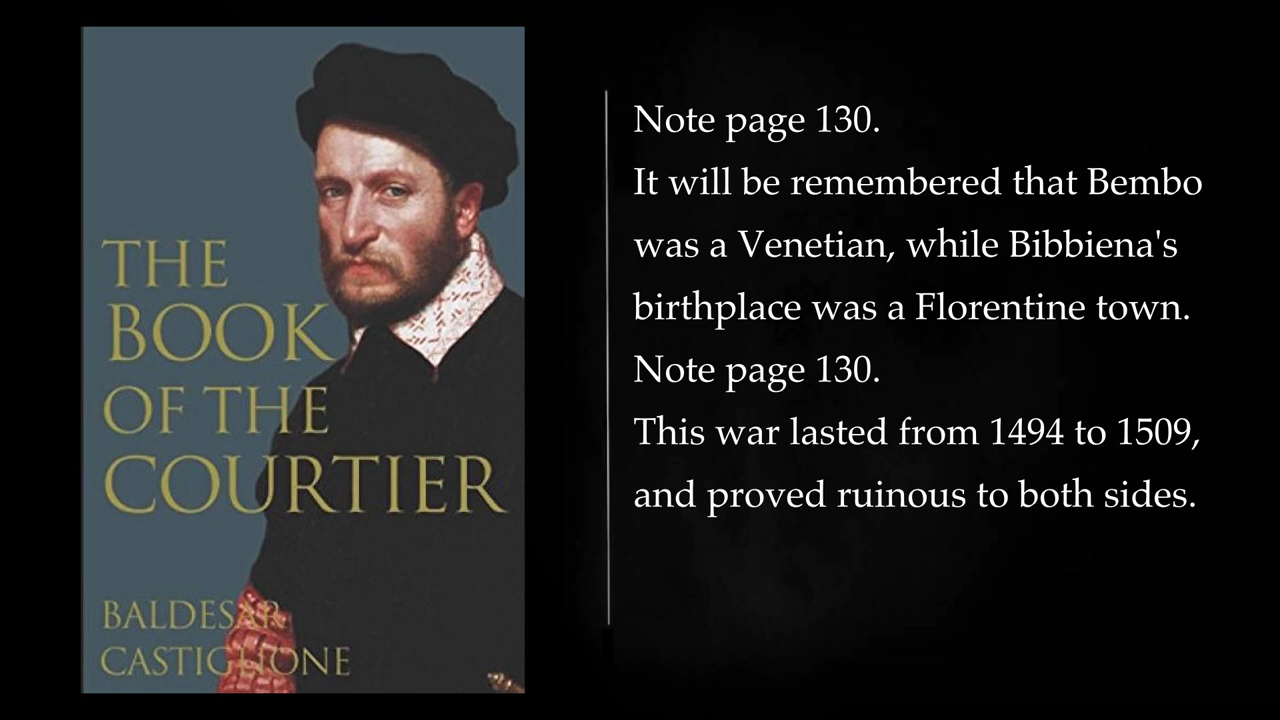 THE
BOOK
OF THE
COURTIER
BALDESAR
CASTIGLIONE
Note page 130.
It will be remembered that Bembo
was a Venetian, while Bibbiena's
birthplace was a Florentine town.
Note page 130.
This war lasted from 1494 to 1509,
and proved ruinous to both sides.